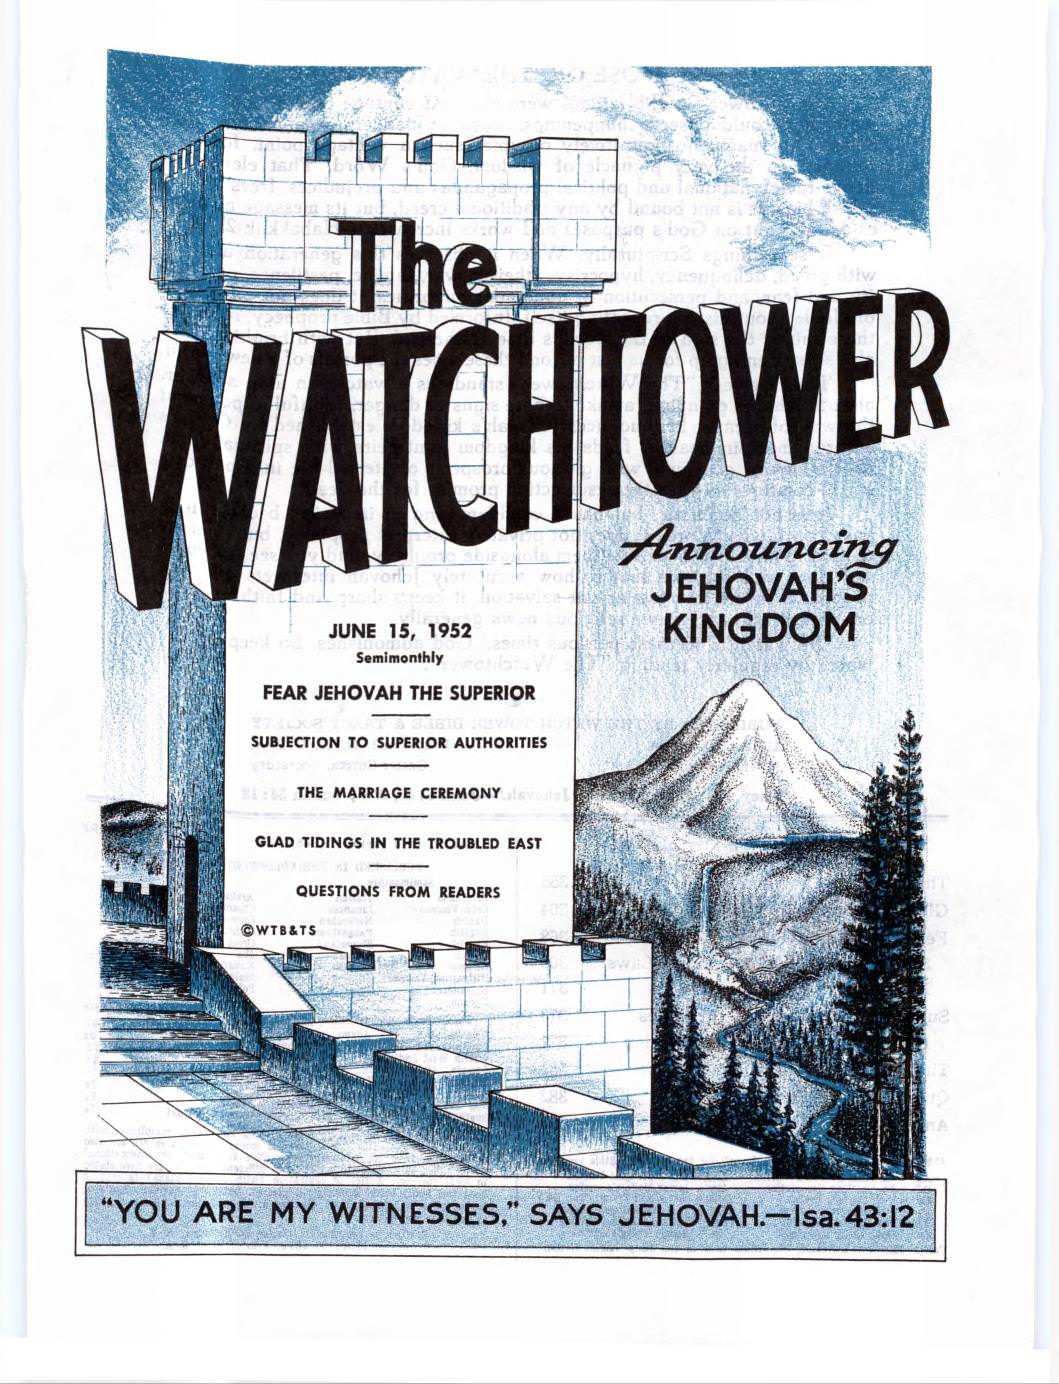 The
WATCHTOWER
Announcing
JEHOVAH'S
KINGDOM
JUNE 15, 1952
Semimonthly
FEAR JEHOVAH THE SUPERIOR
SUBJECTION TO SUPERIOR AUTHORITIES
THE MARRIAGE CEREMONY
GLAD TIDINGS IN THE TROUBLED EAST
QUESTIONS FROM READERS
©WTB&TS
"YOU ARE MY WITNESSES," SAYS JEHOVAH.—Isa. 43:12